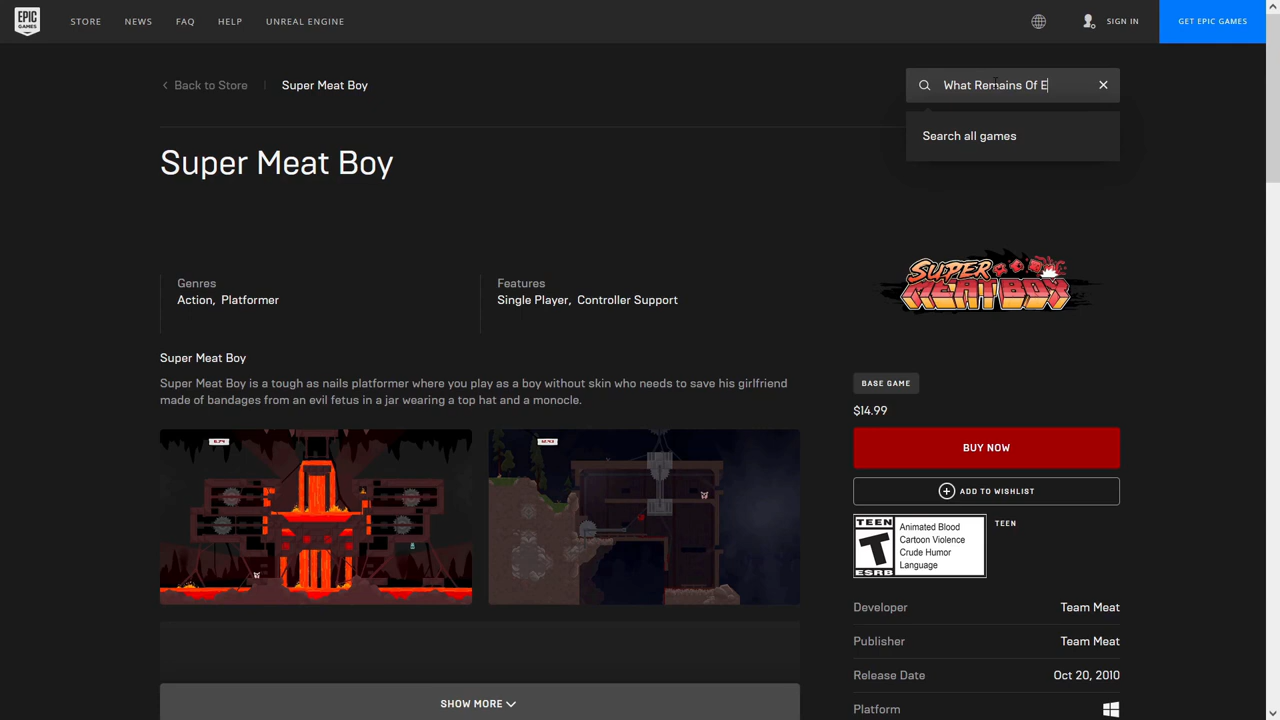 EPIC GAMES
STORE NEWS FAQ HELP UNREAL ENGINE SIGN IN GET EPIC GAMES
Back to Store Super Meat Boy What Remains Of E
Search all games
Super Meat Boy
SUPER
MEAT BOY
Genres
Action, Platformer
Features
Single Player, Controller Support
Super Meat Boy
Super Meat Boy is a tough as nails platformer where you play as a boy without skin who needs to save his girlfriend
made of bandages from an evil fetus in a jar wearing a top hat and a monocle.
SHOW MORE
BASE GAME
$14.99
BUY NOW
ADD TO WISHLIST
TEEN
T
ESRB
Animated Blood
Cartoon Violence
Crude Humor
Language
TEEN
Developer Team Meat
Publisher Team Meat
Release Date Oct 20, 2010
Platform